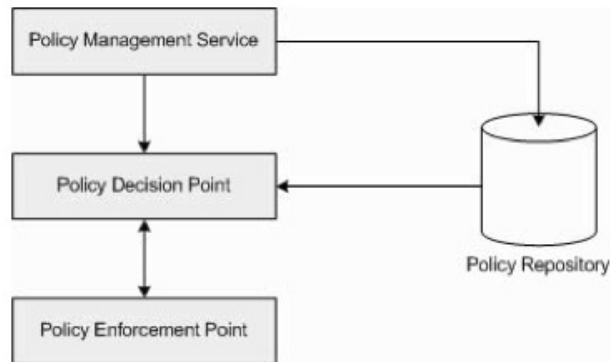 Policy Management Service
Policy Decision Point
Policy Repository
Policy Enforcement Point